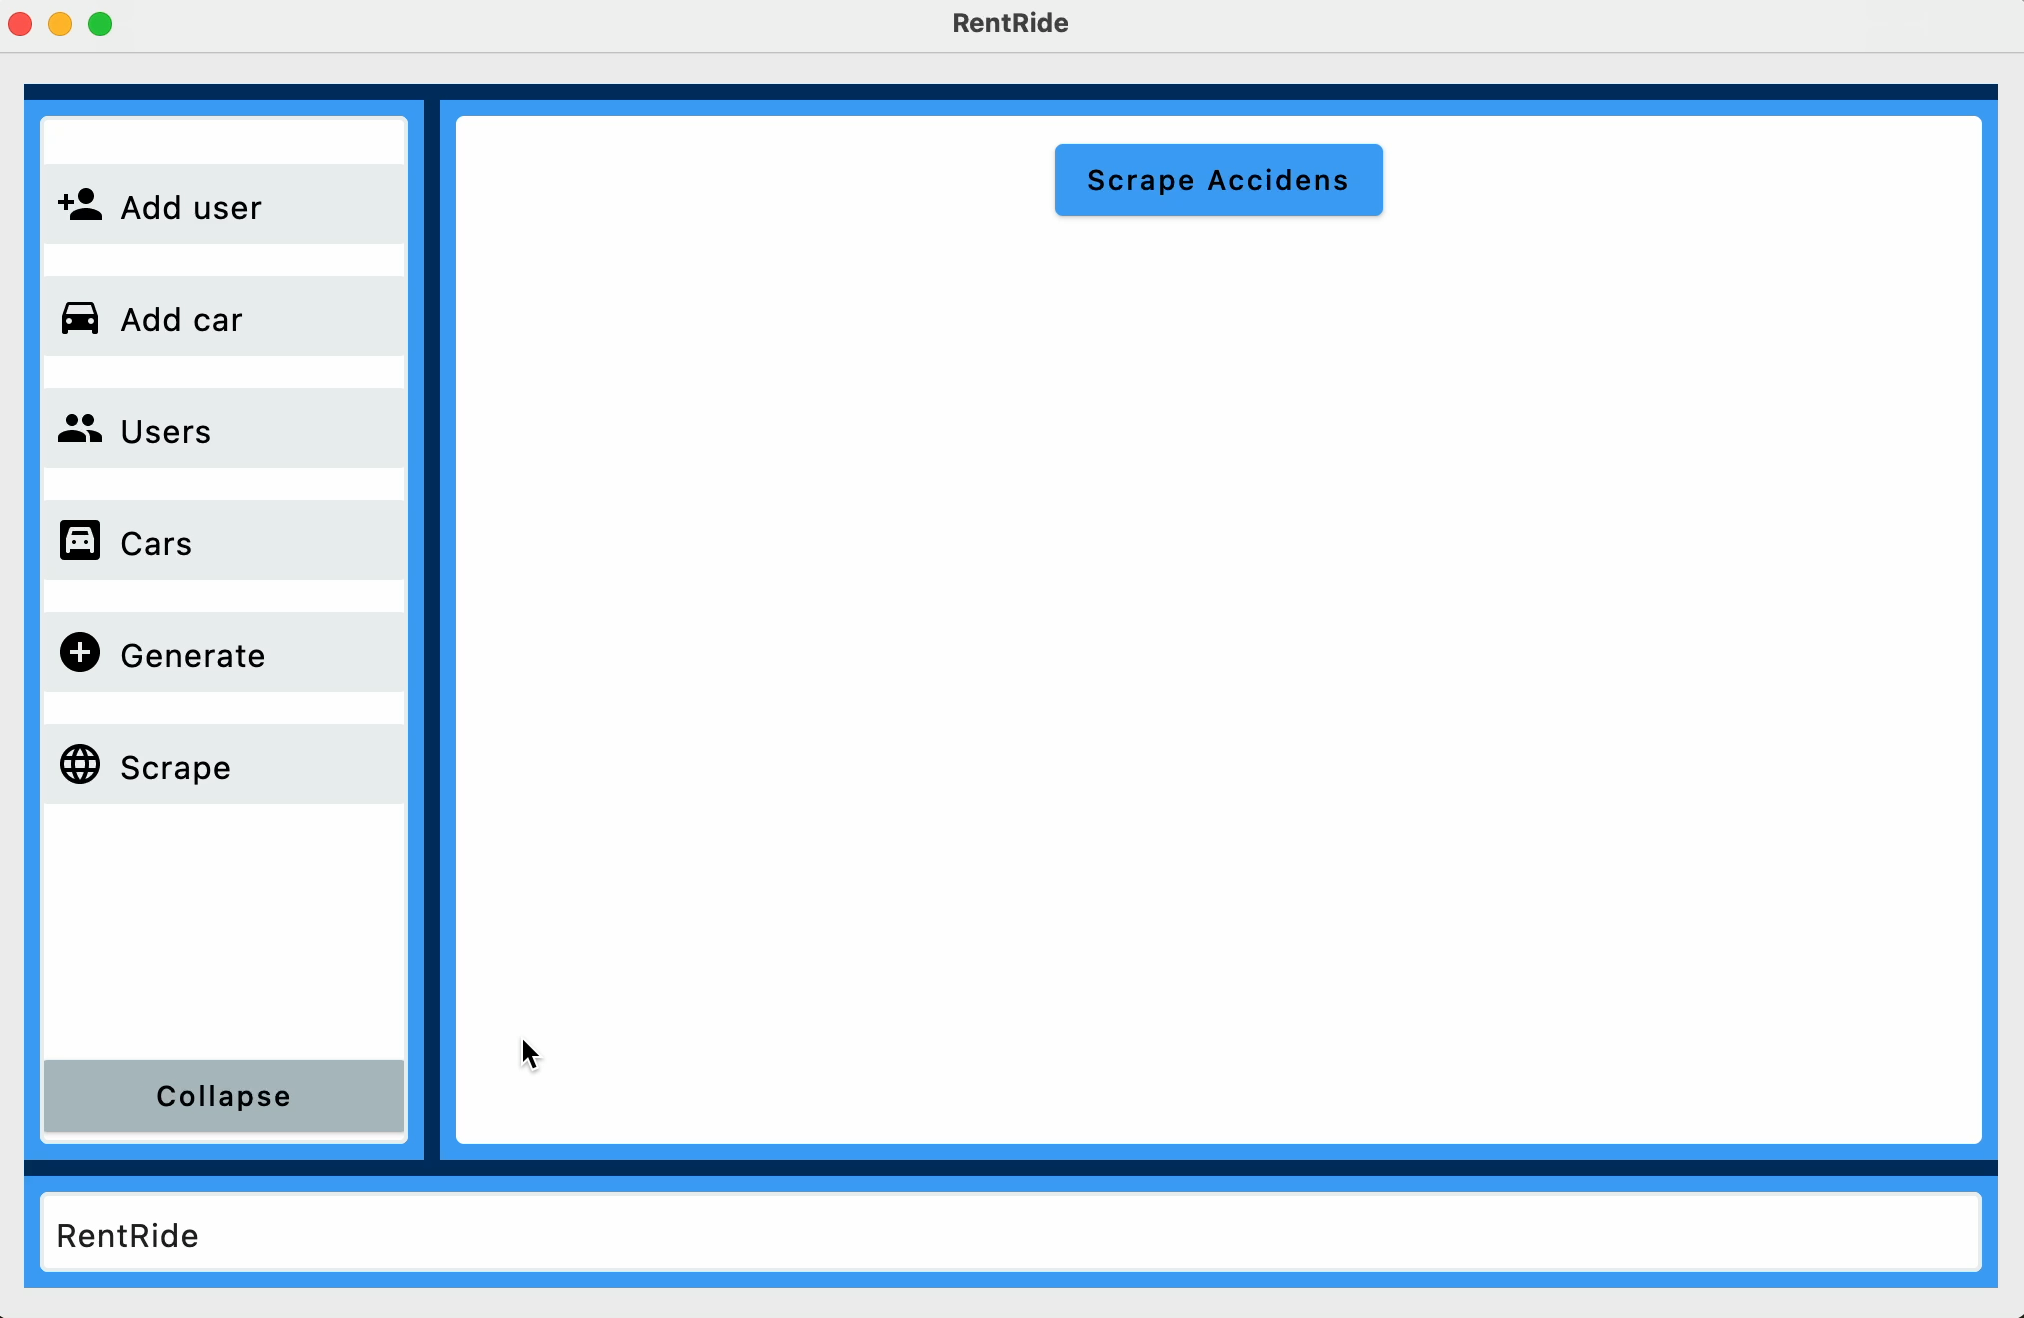 RentRide
Add user
Add car
Users
Cars
Generate
Scrape
Collapse
Scrape Accidens
RentRide